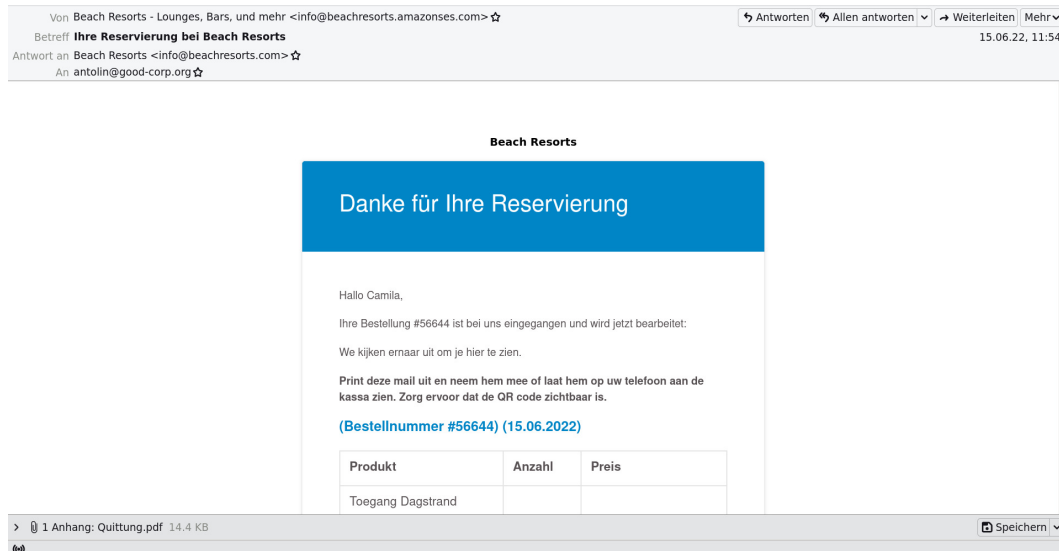 Von Beach Resorts - Lounges, Bars, und mehr <info@beachresorts.amazonses.com>
Antworten Allen antworten Weiterleiten Mehr
Betreff Ihre Reservierung bei Beach Resorts
15.06.22, 11:54
Antwort an Beach Resorts <info@beachresorts.com>
An antolin@good-corp.org
Beach Resorts
Danke für Ihre Reservierung
Hallo Camila,
Ihre Bestellung #56644 ist bei uns eingegangen und wird jetzt bearbeitet:
We kijken ernaar uit om je hier te zien.
Print deze mail uit en neem hem mee of laat hem op uw telefoon aan de
kassa zien. Zorg ervoor dat de QR code zichtbaar is.
(Bestellnummer #56644) (15.06.2022)
Produkt Anzahl Preis
Toegang Dagstrand
1 Anhang: Quittung.pdf 14.4 KB
Speichern